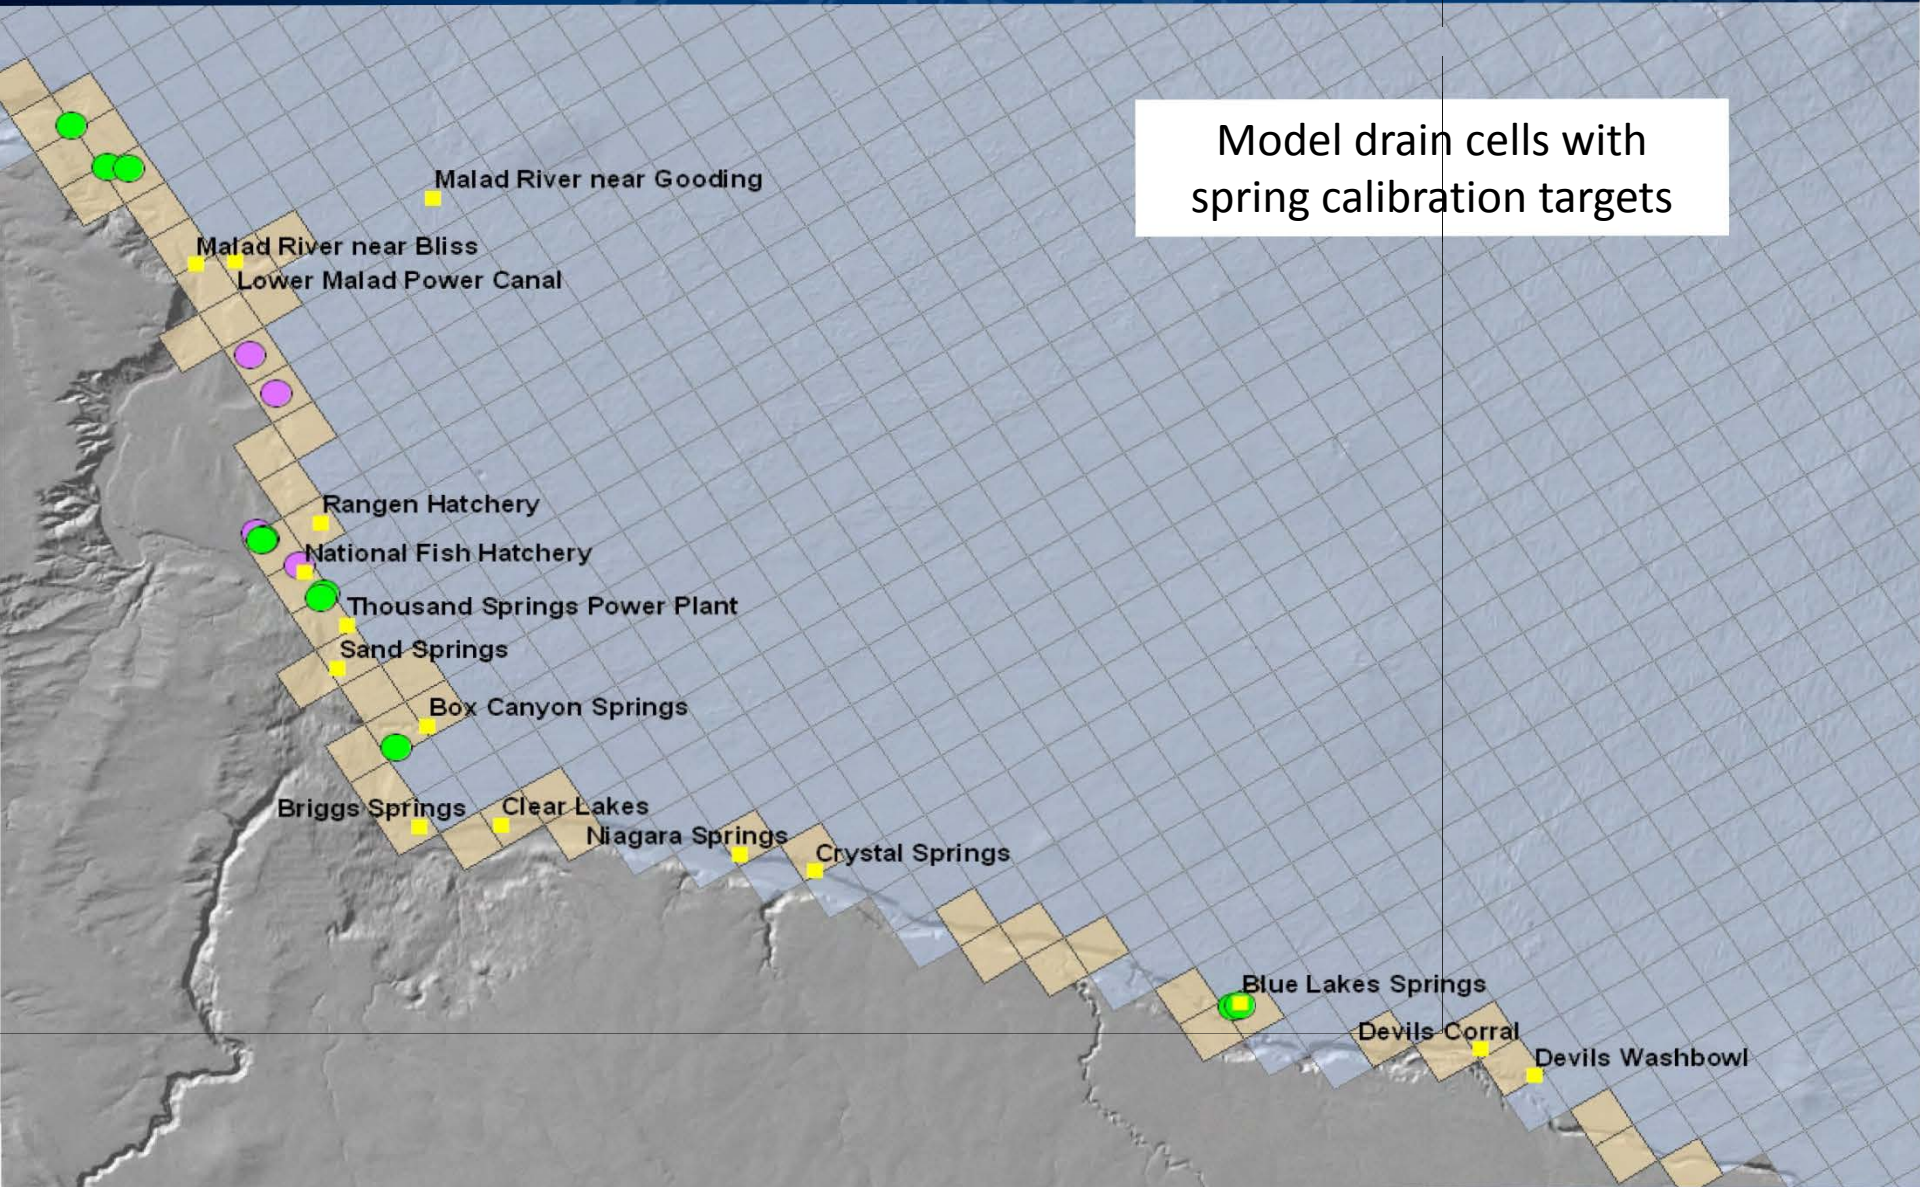 Model drain cells with
spring calibration targets
Malad River near Gooding
Malad River near Bliss
Lower Malad Power Canal
Rangen Hatchery
National Fish Hatchery
Thousand Springs Power Plant
Sand Springs
Box Canyon Springs
Briggs Springs
Clear Lakes
Niagara Springs
Crystal Springs
Blue Lakes Springs
Devils Corral
Devils Washbowl